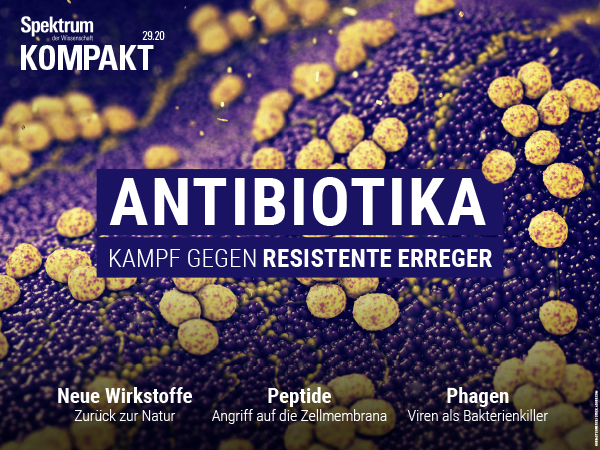 Spektrum
der Wissenschaft
KOMPAKT
29.20
ANTIBIOTIKA
KAMPF GEGEN RESISTENTE ERREGER
Neue Wirkstoffe
Zurück zur Natur
Peptide
Angriff auf die Zellmembrana
Phagen
Viren als Bakterienkiller